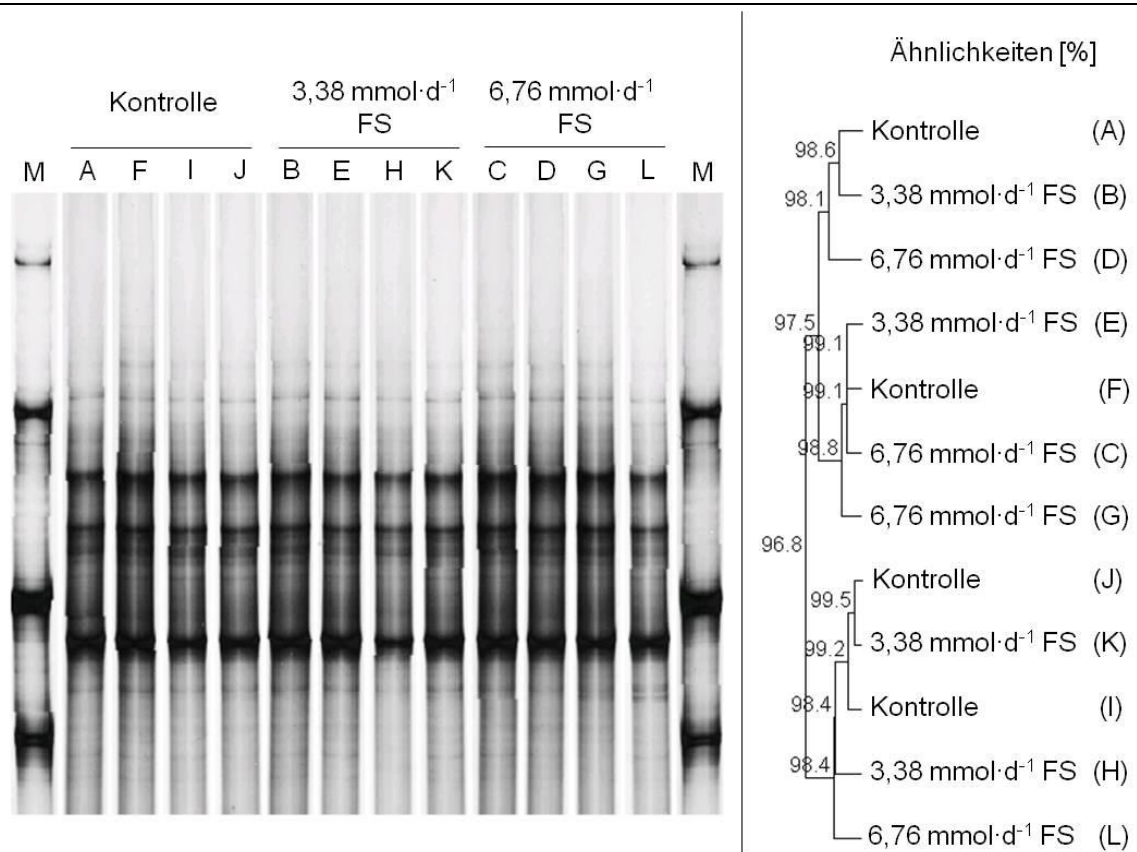 Kontrolle
3,38 mmol·d⁻¹
FS
6,76 mmol·d⁻¹
FS
M A F I J B E H K C D G L M
Ähnlichkeiten [%]
Kontrolle (A)
98.6
3,38 mmol·d⁻¹ FS (B)
98.1
6,76 mmol·d⁻¹ FS (D)
97.5
3,38 mmol·d⁻¹ FS (E)
99.1
Kontrolle (F)
99.1
6,76 mmol·d⁻¹ FS (C)
98.8
6,76 mmol·d⁻¹ FS (G)
96.8
Kontrolle (J)
99.5
3,38 mmol·d⁻¹ FS (K)
99.2
Kontrolle (I)
98.4
3,38 mmol·d⁻¹ FS (H)
98.4
6,76 mmol·d⁻¹ FS (L)